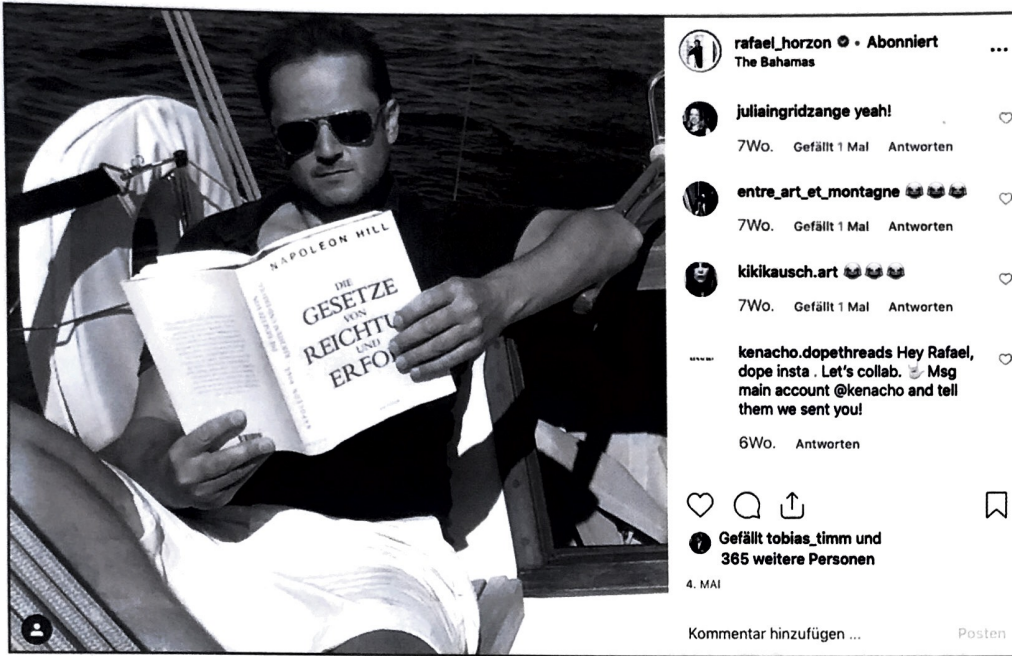 NAPOLEON HILL
DIE
GESETZE
VON
REICHTU
UND
ERFO
rafael_horzon • Abonniert
The Bahamas
...
juliaingridzange yeah!
7Wo. Gefällt 1 Mal Antworten
entre_art_et_montagne 😹😹😹
7Wo. Gefällt 1 Mal Antworten
kikikausch.art 😹😹😹
7Wo. Gefällt 1 Mal Antworten
kenacho.dopethreads Hey Rafael,
dope insta . Let's collab. 🤙 Msg
main account @kenacho and tell
them we sent you!
6Wo. Antworten
Gefällt tobias_timm und
365 weitere Personen
4. MAI
Kommentar hinzufügen ...
Posten